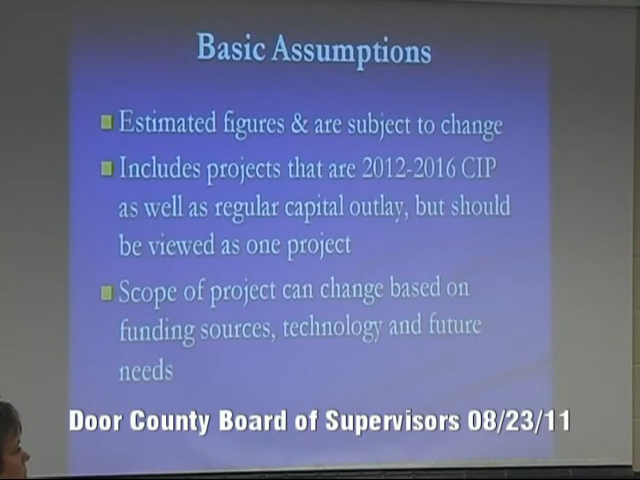 Basic Assumptions
Estimated figures & are subject to change
Includes projects that are 2012-2016 CIP
as well as regular capital outlay, but should
be viewed as one project
Scope of project can change based on
funding sources, technology and future
needs
Door County Board of Supervisors 08/23/11